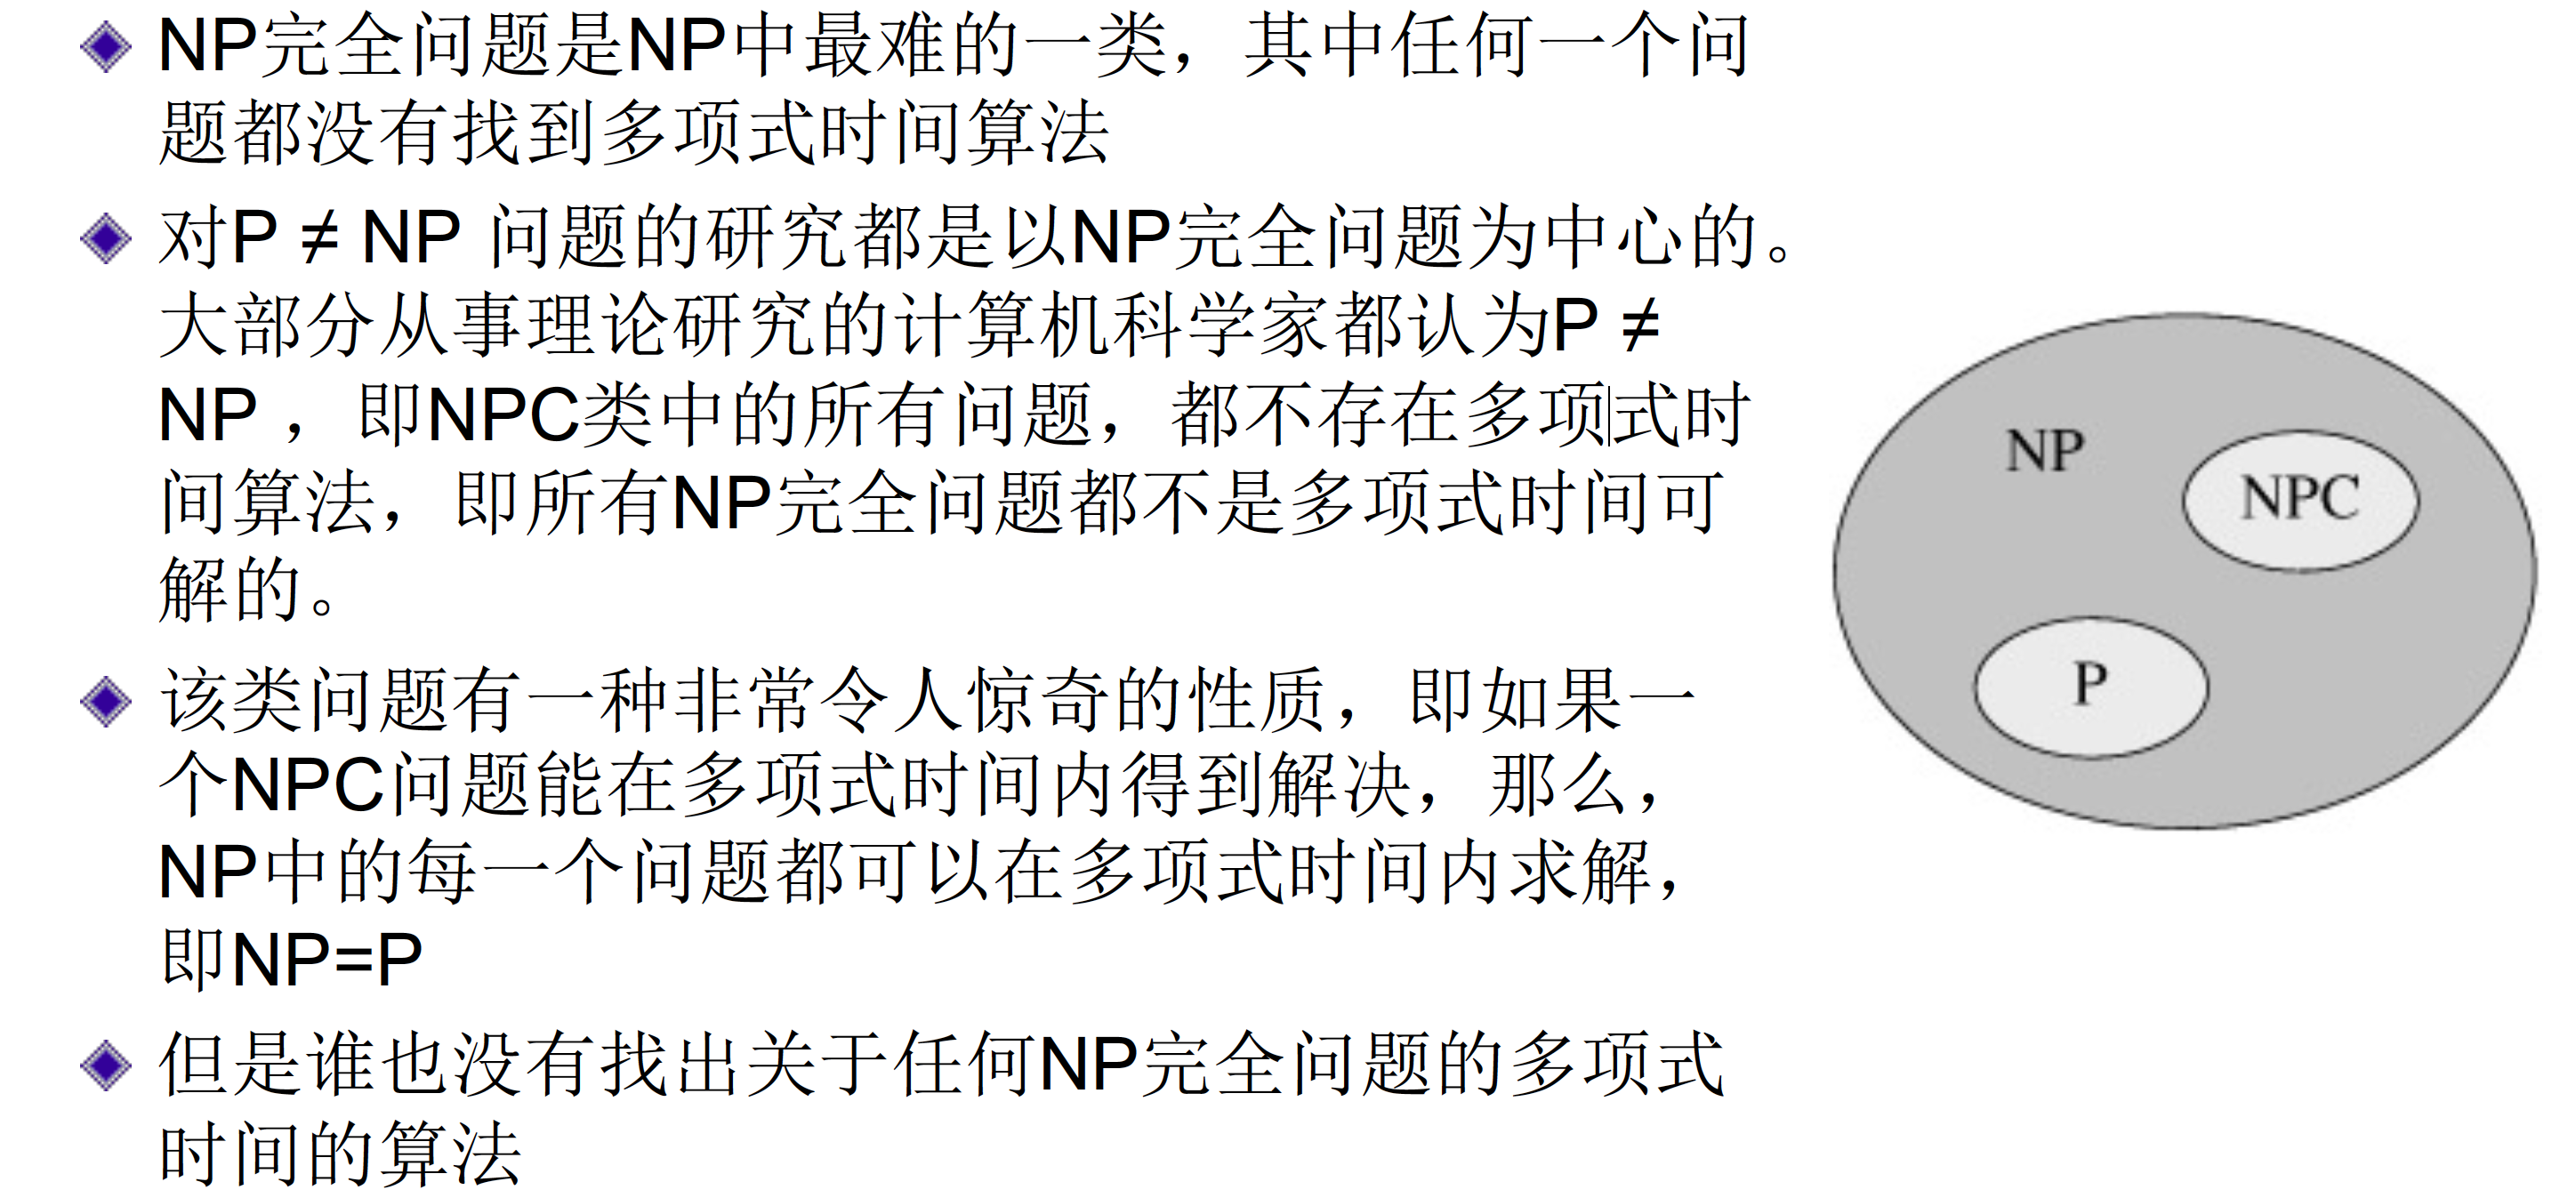 NP完全问题是NP中最难的一类，其中任何一个问
题都没有找到多项式时间算法
对P ≠ NP 问题的研究都是以NP完全问题为中心的。
大部分从事理论研究的计算机科学家都认为P ≠
NP ，即NPC类中的所有问题，都不存在多项式时
间算法，即所有NP完全问题都不是多项式时间可
解的。
该类问题有一种非常令人惊奇的性质，即如果一
个NPC问题能在多项式时间内得到解决，那么，
NP中的每一个问题都可以在多项式时间内求解，
即NP=P
但是谁也没有找出关于任何NP完全问题的多项式
时间的算法
NP
NPC
P